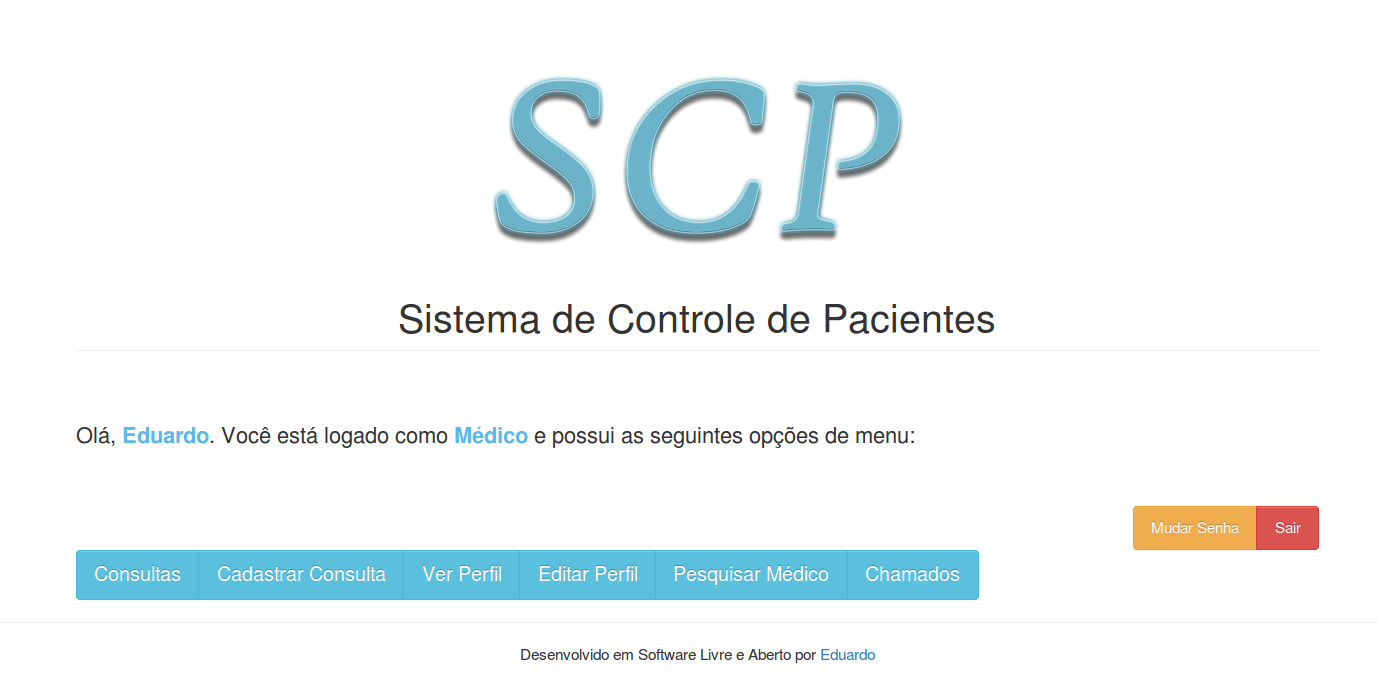 SCP
Sistema de Controle de Pacientes
Olá, Eduardo. Você está logado como Médico e possui as seguintes opções de menu:
Mudar Senha Sair
Consultas Cadastrar Consulta Ver Perfil Editar Perfil Pesquisar Médico Chamados
Desenvolvido em Software Livre e Aberto por Eduardo